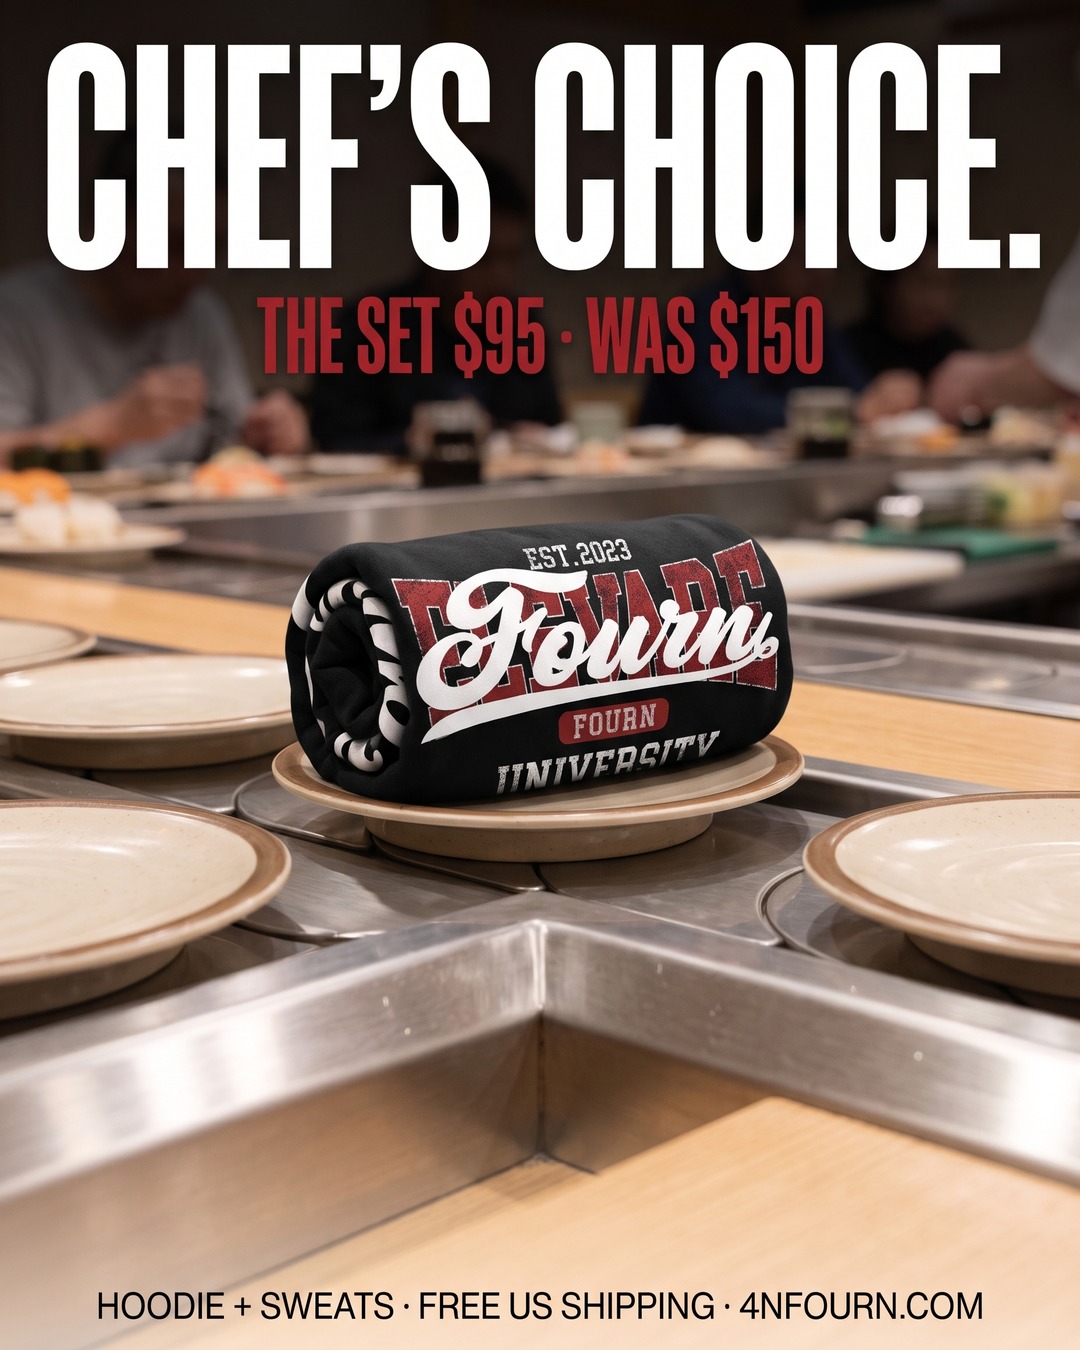 CHEF'S CHOICE.
THE SET $95 · WAS $150
EST.2023
ELEVARE
Fourn
FOURN
UNIVERSITY
HOODIE + SWEATS · FREE US SHIPPING · 4NFOURN.COM